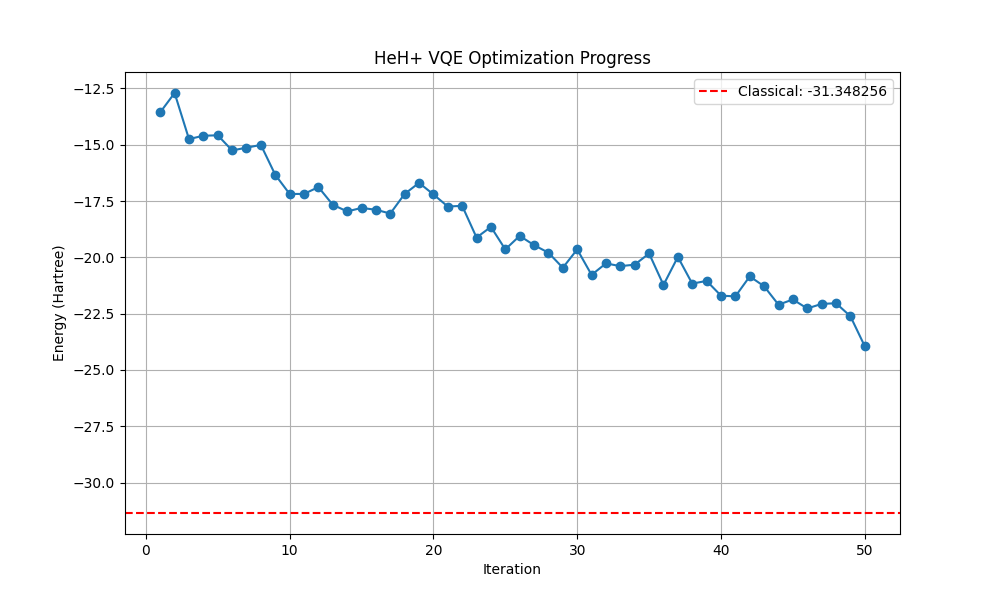 HeH+ VQE Optimization Progress
Classical: -31.348256
Energy (Hartree)
−12.5
−15.0
−17.5
−20.0
−22.5
−25.0
−27.5
−30.0
0 10 20 30 40 50
Iteration